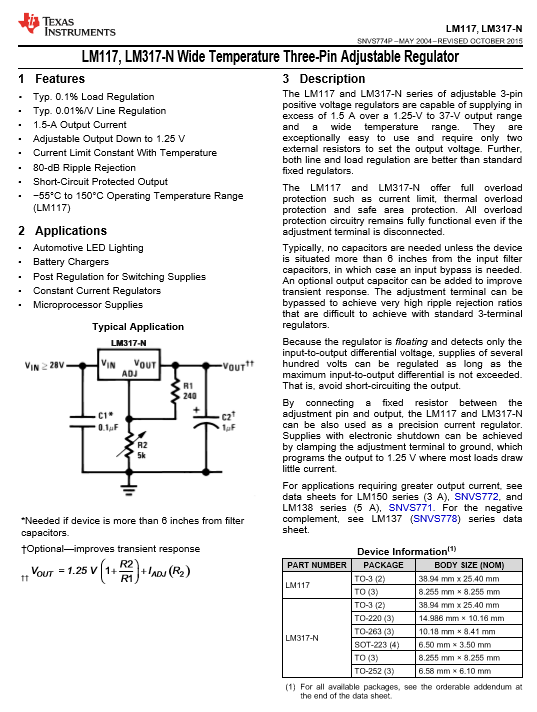 TEXAS
INSTRUMENTS
LM117, LM317-N
SNVS774P – MAY 2004 – REVISED OCTOBER 2015
LM117, LM317-N Wide Temperature Three-Pin Adjustable Regulator
1 Features
• Typ. 0.1% Load Regulation
• Typ. 0.01%/V Line Regulation
• 1.5-A Output Current
• Adjustable Output Down to 1.25 V
• Current Limit Constant With Temperature
• 80-dB Ripple Rejection
• Short-Circuit Protected Output
• −55°C to 150°C Operating Temperature Range
(LM117)
2 Applications
• Automotive LED Lighting
• Battery Chargers
• Post Regulation for Switching Supplies
• Constant Current Regulators
• Microprocessor Supplies
Typical Application
LM317-N
VIN ≥ 28V
VIN VOUT
ADJ
VOUT††
R1
240
C1*
0.1μF
C2†
1μF
+
R2
5k
*Needed if device is more than 6 inches from filter
capacitors.
†Optional—improves transient response
†† VOUT = 1.25 V (1 + R2/R1) + IADJ (R2)
3 Description
The LM117 and LM317-N series of adjustable 3-pin
positive voltage regulators are capable of supplying in
excess of 1.5 A over a 1.25-V to 37-V output range
and a wide temperature range. They are
exceptionally easy to use and require only two
external resistors to set the output voltage. Further,
both line and load regulation are better than standard
fixed regulators.
The LM117 and LM317-N offer full overload
protection such as current limit, thermal overload
protection and safe area protection. All overload
protection circuitry remains fully functional even if the
adjustment terminal is disconnected.
Typically, no capacitors are needed unless the device
is situated more than 6 inches from the input filter
capacitors, in which case an input bypass is needed.
An optional output capacitor can be added to improve
transient response. The adjustment terminal can be
bypassed to achieve very high ripple rejection ratios
that are difficult to achieve with standard 3-terminal
regulators.
Because the regulator is floating and detects only the
input-to-output differential voltage, supplies of several
hundred volts can be regulated as long as the
maximum input-to-output differential is not exceeded.
That is, avoid short-circuiting the output.
By connecting a fixed resistor between the
adjustment pin and output, the LM117 and LM317-N
can be also used as a precision current regulator.
Supplies with electronic shutdown can be achieved
by clamping the adjustment terminal to ground, which
programs the output to 1.25 V where most loads draw
little current.
For applications requiring greater output current, see
data sheets for LM150 series (3 A), SNVS772, and
LM138 series (5 A), SNVS771. For the negative
complement, see LM137 (SNVS778) series data
sheet.
Device Information(1)
PART NUMBER PACKAGE BODY SIZE (NOM)
LM117
TO-3 (2) 38.94 mm x 25.40 mm
TO (3) 8.255 mm × 8.255 mm
LM317-N
TO-3 (2) 38.94 mm x 25.40 mm
TO-220 (3) 14.986 mm × 10.16 mm
TO-263 (3) 10.18 mm × 8.41 mm
SOT-223 (4) 6.50 mm × 3.50 mm
TO (3) 8.255 mm × 8.255 mm
TO-252 (3) 6.58 mm × 6.10 mm
(1) For all available packages, see the orderable addendum at
the end of the data sheet.